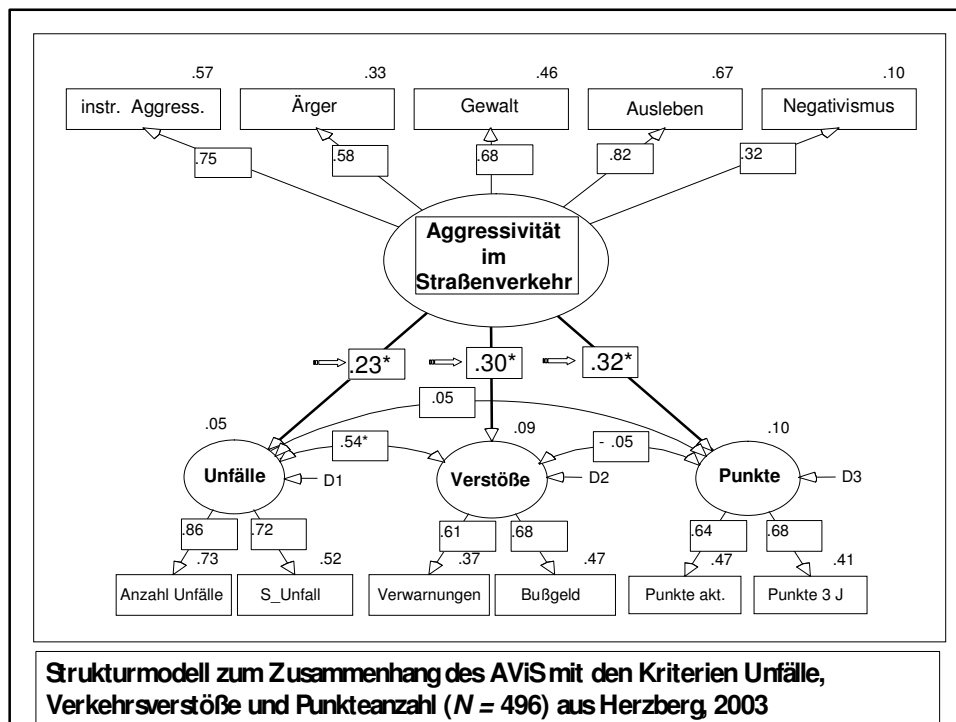 .57 .33 .46 .67 .10
instr. Aggress. Ärger Gewalt Ausleben Negativismus
.75 .58 .68 .82 .32
Aggressivität
im
Straßenverkehr
.23* .30* .32*
.05
.05 .54* .09 - .05 .10
Unfälle D1 Verstöße D2 Punkte D3
.86 .72 .61 .68 .64 .68
.73 .52 .37 .47 .47 .41
Anzahl Unfälle S_Unfall Verwarnungen Bußgeld Punkte akt. Punkte 3 J
Strukturmodell zum Zusammenhang des AViS mit den Kriterien Unfälle,
Verkehrsverstöße und Punkteanzahl (N = 496) aus Herzberg, 2003